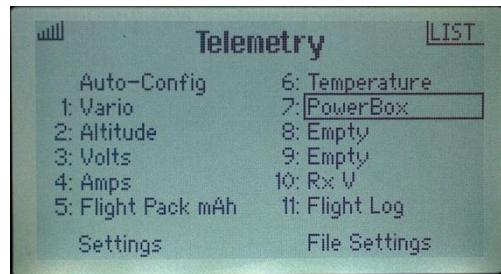 Telemetry
LIST
Auto-Config
1: Vario
2: Altitude
3: Volts
4: Amps
5: Flight Pack mAh
Settings
6: Temperature
7: PowerBox
8: Empty
9: Empty
10: Rx V
11: Flight Log
File Settings